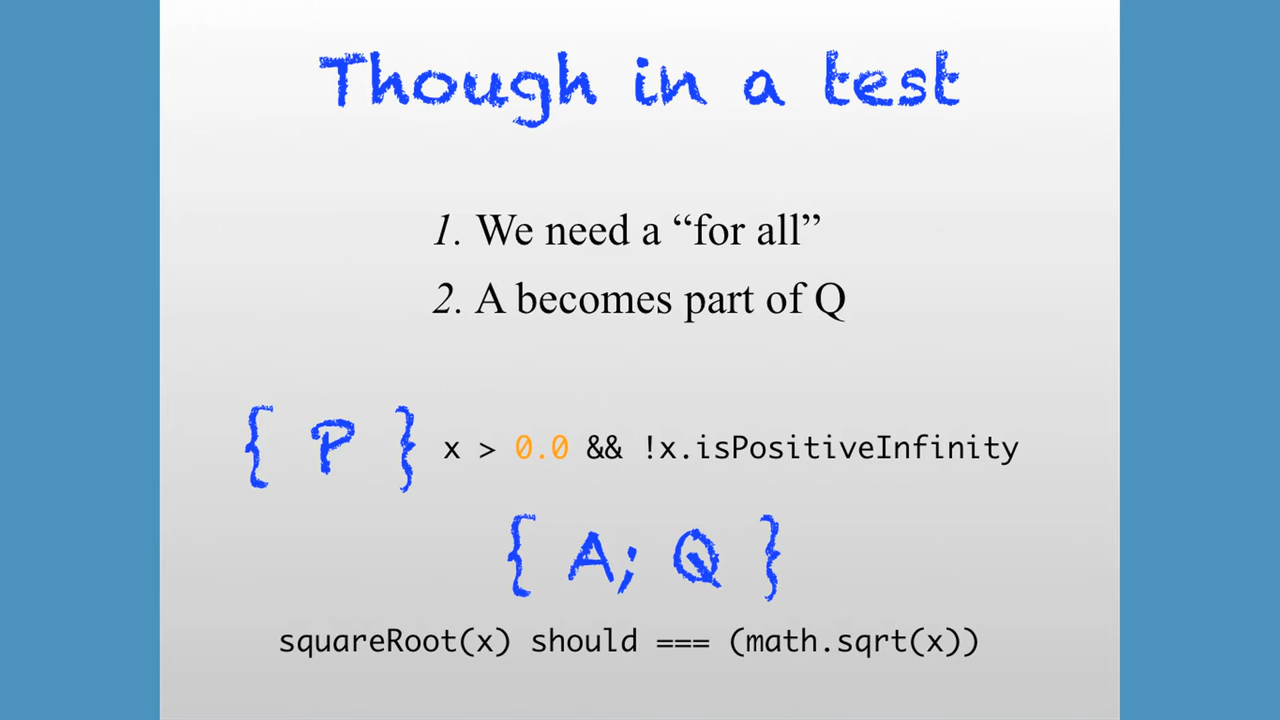 Though in a test
1. We need a “for all”
2. A becomes part of Q
{ P } x > 0.0 && !x.isPositiveInfinity
{ A; Q }
squareRoot(x) should === (math.sqrt(x))